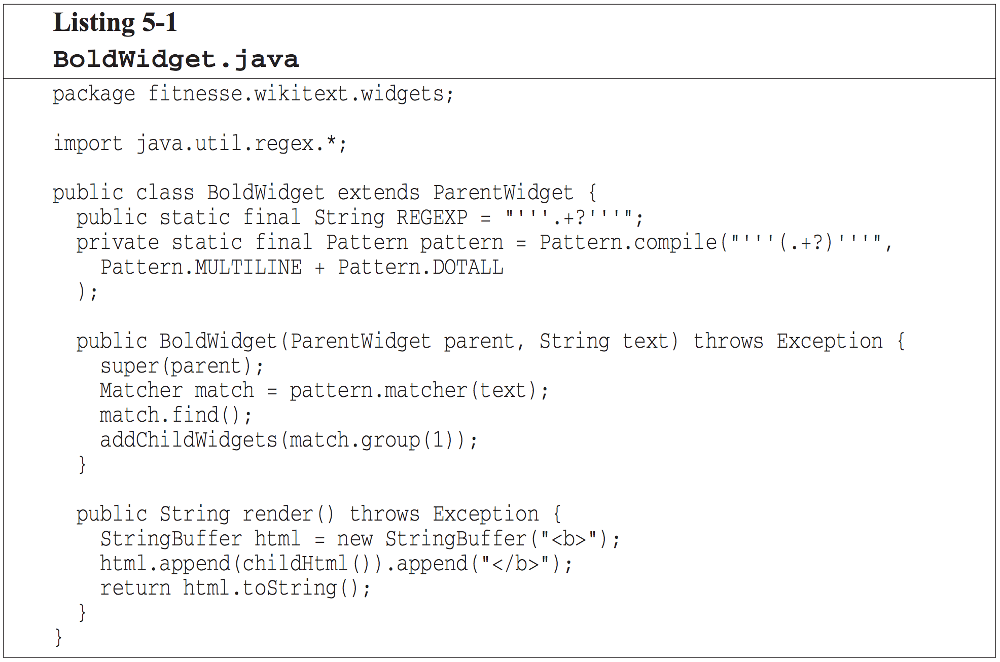 Listing 5-1
BoldWidget.java
package fitnesse.wikitext.widgets;

import java.util.regex.*;

public class BoldWidget extends ParentWidget {
  public static final String REGEXP = "'''.+?'''";
  private static final Pattern pattern = Pattern.compile("'''(.+?)'''",
    Pattern.MULTILINE + Pattern.DOTALL
  );

  public BoldWidget(ParentWidget parent, String text) throws Exception {
    super(parent);
    Matcher match = pattern.matcher(text);
    match.find();
    addChildWidgets(match.group(1));
  }

  public String render() throws Exception {
    StringBuffer html = new StringBuffer("<b>");
    html.append(childHtml()).append("</b>");
    return html.toString();
  }
}